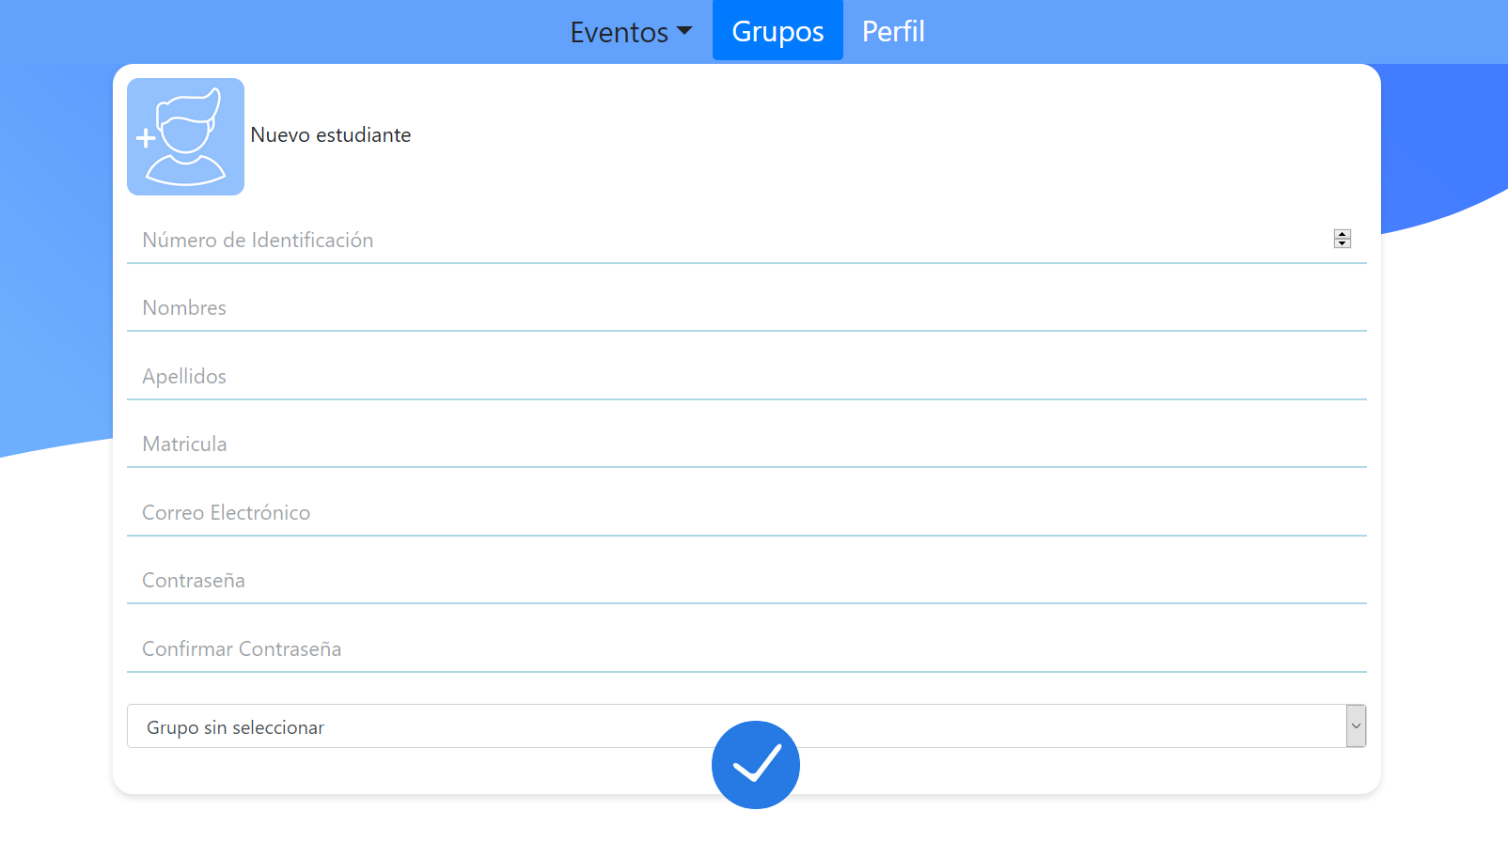 Eventos Grupos Perfil
Nuevo estudiante
Número de Identificación
Nombres
Apellidos
Matricula
Correo Electrónico
Contraseña
Confirmar Contraseña
Grupo sin seleccionar